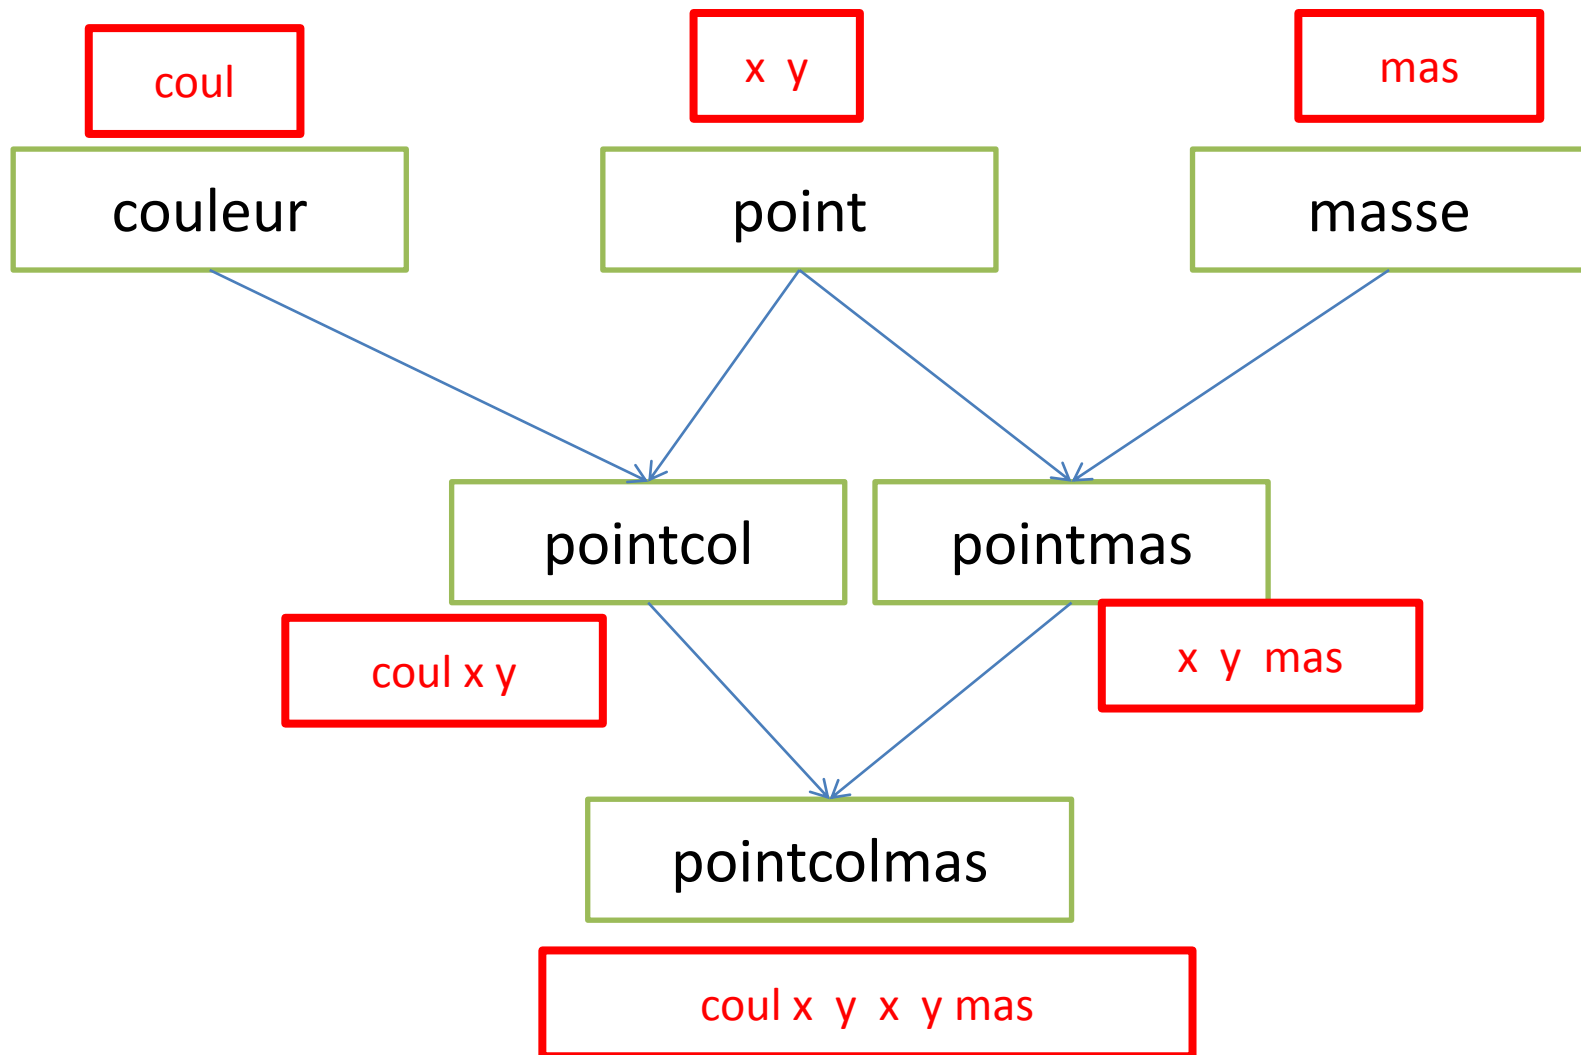 coul
x y
mas
couleur
point
masse
pointcol
pointmas
coul x y
x y mas
pointcolmas
coul x y x y mas